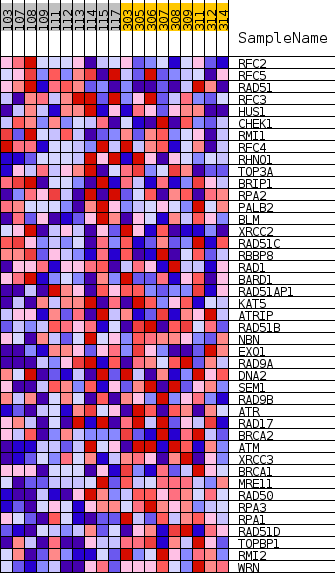 103 107 108 109 111 112 113 114 115 117 303 305 306 307 308 309 311 312 314
SampleName
RFC2
RFC5
RAD51
RFC3
HUS1
CHEK1
RMI1
RFC4
RHNO1
TOP3A
BRIP1
RPA2
PALB2
BLM
XRCC2
RAD51C
RBBP8
RAD1
BARD1
RAD51AP1
KAT5
ATRIP
RAD51B
NBN
EXO1
RAD9A
DNA2
SEM1
RAD9B
ATR
RAD17
BRCA2
ATM
XRCC3
BRCA1
MRE11
RAD50
RPA3
RPA1
RAD51D
TOPBP1
RMI2
WRN